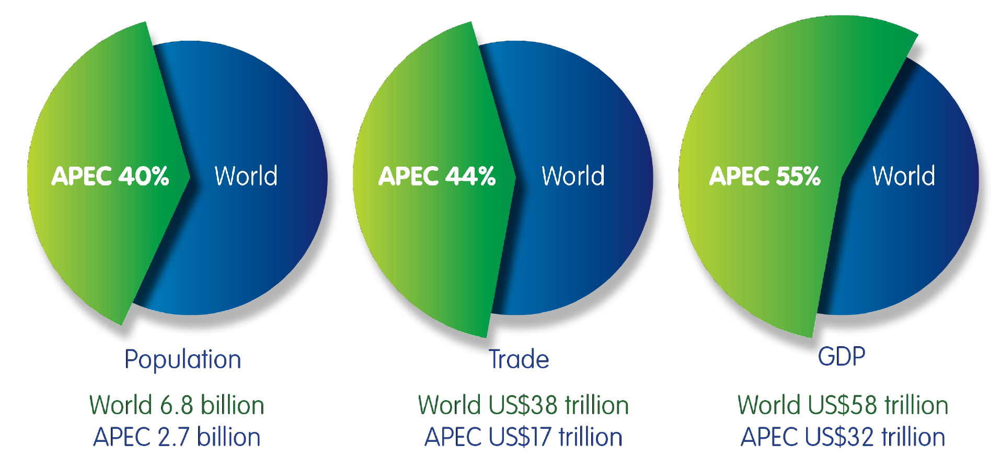 APEC 40%
World
Population
World 6.8 billion
APEC 2.7 billion
APEC 44%
World
Trade
World US$38 trillion
APEC US$17 trillion
APEC 55%
World
GDP
World US$58 trillion
APEC US$32 trillion